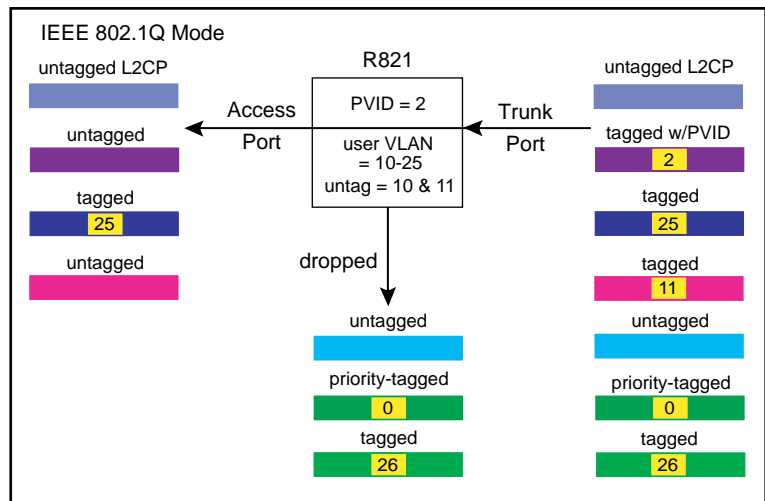 IEEE 802.1Q Mode
untagged L2CP
untagged
tagged
25
untagged
Access
Port
R821
PVID = 2
user VLAN
= 10-25
untag = 10 & 11
Trunk
Port
dropped
untagged
priority-tagged
0
tagged
26
untagged L2CP
tagged w/PVID
2
tagged
25
tagged
11
untagged
priority-tagged
0
tagged
26